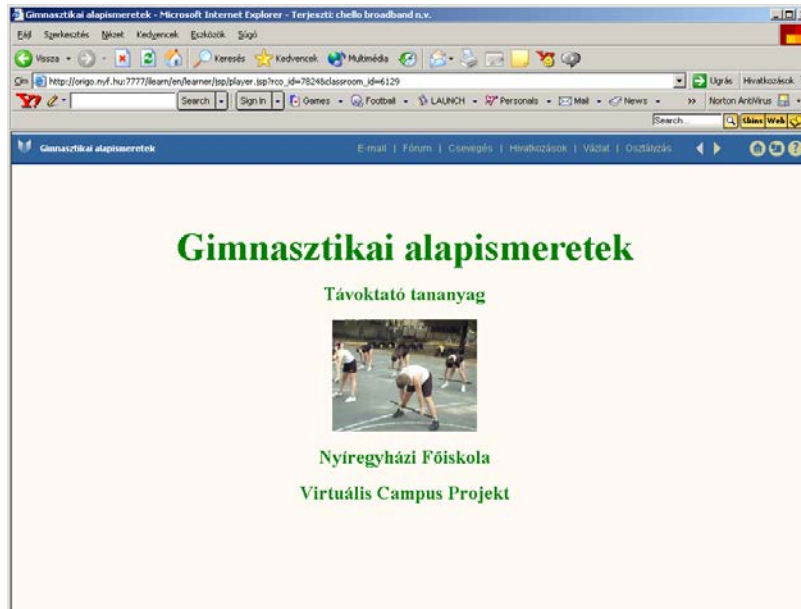 Gimnasztikai alapismeretek - Microsoft Internet Explorer - Terjeszti: chello broadband n.v.
Fájl Szerkesztés Nézet Kedvencek Eszközök Súgó
Vissza Keresés Kedvencek Multimédia
Cím http://origo.nyf.hu:7777/ilearn/en/learner/jsp/player.jsp?rco_id=7824&classroom_id=6129 Ugrás Hivatkozások
Y! Search Sign In Games Football LAUNCH Personals Mail News » Norton AntiVirus
Search... Skins Web
Gimnasztikai alapismeretek E-mail | Fórum | Csevegés | Hivatkozások | Vázlat | Osztályzás
Gimnasztikai alapismeretek
Távoktató tananyag
Nyíregyházi Főiskola
Virtuális Campus Projekt